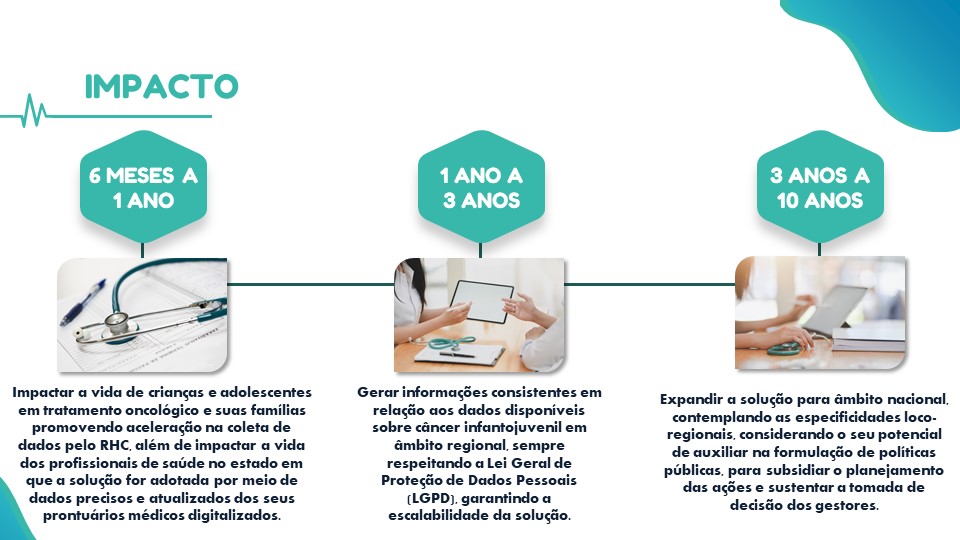 IMPACTO
6 MESES A
1 ANO
1 ANO A
3 ANOS
3 ANOS A
10 ANOS
Impactar a vida de crianças e adolescentes
em tratamento oncológico e suas famílias
promovendo aceleração na coleta de
dados pelo RHC, além de impactar a vida
dos profissionais de saúde no estado em
que a solução for adotada por meio de
dados precisos e atualizados dos seus
prontuários médicos digitalizados.
Gerar informações consistentes em
relação aos dados disponíveis
sobre câncer infantojuvenil em
âmbito regional, sempre
respeitando a Lei Geral de
Proteção de Dados Pessoais
(LGPD), garantindo a
escalabilidade da solução.
Expandir a solução para âmbito nacional,
contemplando as especificidades loco-
regionais, considerando o seu potencial
de auxiliar na formulação de políticas
públicas, para subsidiar o planejamento
das ações e sustentar a tomada de
decisão dos gestores.